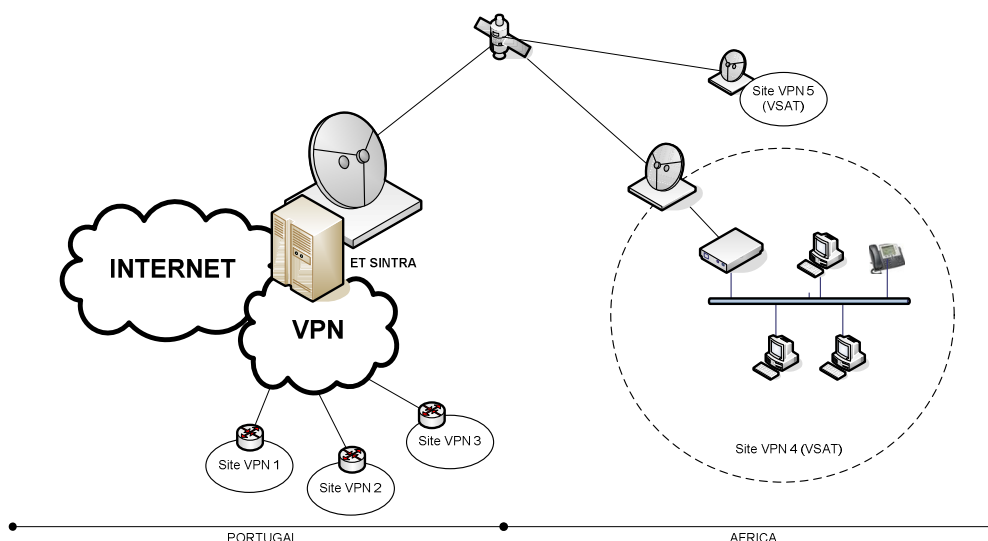 Site VPN 5
(VSAT)
ET SINTRA
INTERNET
VPN
Site VPN 3
Site VPN 1
Site VPN 2
Site VPN 4 (VSAT)
PORTUGAL
AFRICA